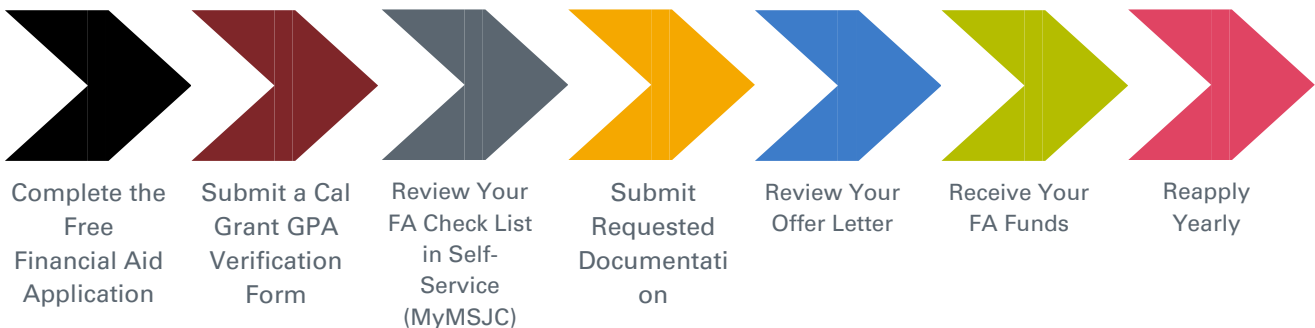 Complete the
Free
Financial Aid
Application
Submit a Cal
Grant GPA
Verification
Form
Review Your
FA Check List
in Self-
Service
(MyMSJC)
Submit
Requested
Documentati
on
Review Your
Offer Letter
Receive Your
FA Funds
Reapply
Yearly